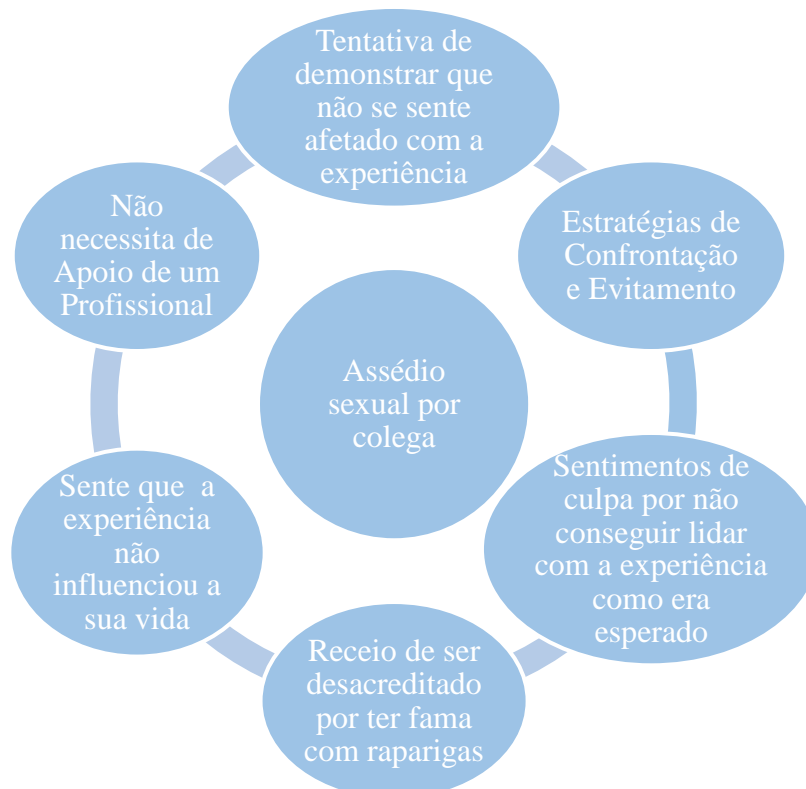 Tentativa de
demonstrar que
não se sente
afetado com a
experiência
Estratégias de
Confrontação
e Evitamento
Sentimentos de
culpa por não
conseguir lidar
com a experiência
como era
esperado
Receio de ser
desacreditado
por ter fama
com raparigas
Sente que a
experiência
não
influenciou a
sua vida
Não
necessita de
Apoio de um
Profissional
Assédio
sexual por
colega